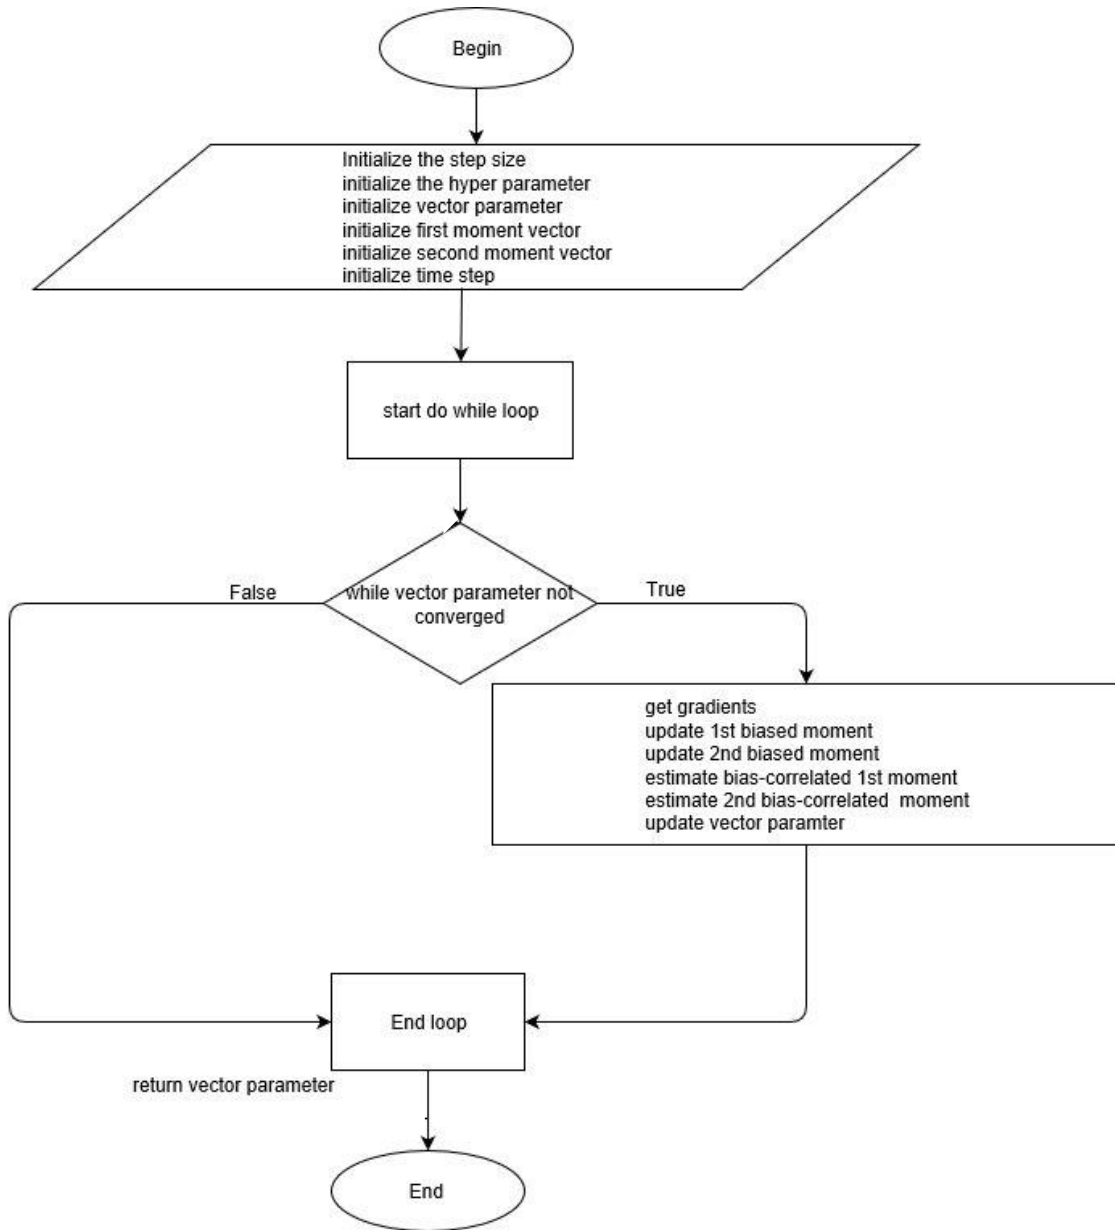 Begin
Initialize the step size
initialize the hyper parameter
initialize vector parameter
initialize first moment vector
initialize second moment vector
initialize time step
start do while loop
while vector parameter not
converged
False
True
get gradients
update 1st biased moment
update 2nd biased moment
estimate bias-correlated 1st moment
estimate 2nd bias-correlated  moment
update vector paramter
End loop
return vector parameter
End